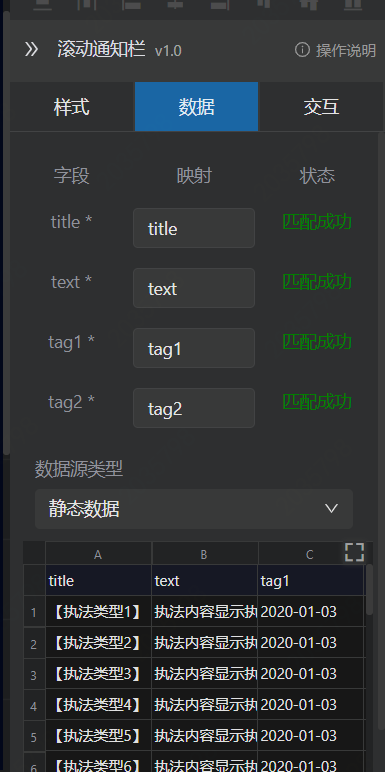 滚动通知栏 v1.0 操作说明
样式 数据 交互
字段 映射 状态
title * title 匹配成功
text * text 匹配成功
tag1 * tag1 匹配成功
tag2 * tag2 匹配成功
数据源类型
静态数据
A B C
title text tag1
1 【执法类型1】 执法内容显示执 2020-01-03
2 【执法类型2】 执法内容显示执 2020-01-03
3 【执法类型3】 执法内容显示执 2020-01-03
4 【执法类型4】 执法内容显示执 2020-01-03
5 【执法类型5】 执法内容显示执 2020-01-03
6 【执法类型6】 执法内容显示执 2020-01-03